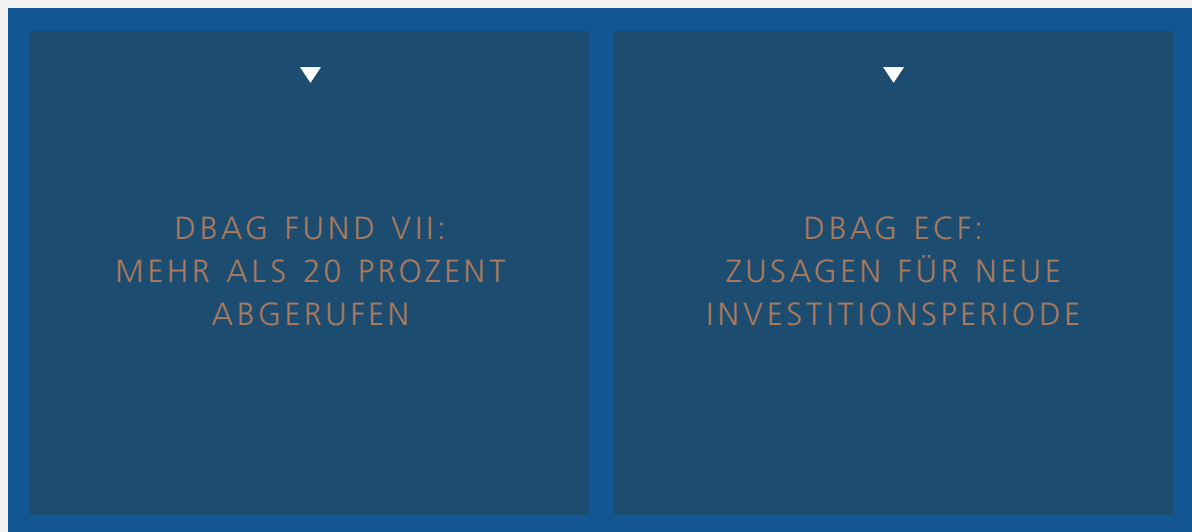 DBAG FUND VII:
MEHR ALS 20 PROZENT
ABGERUFEN
DBAG ECF:
ZUSAGEN FÜR NEUE
INVESTITIONSPERIODE